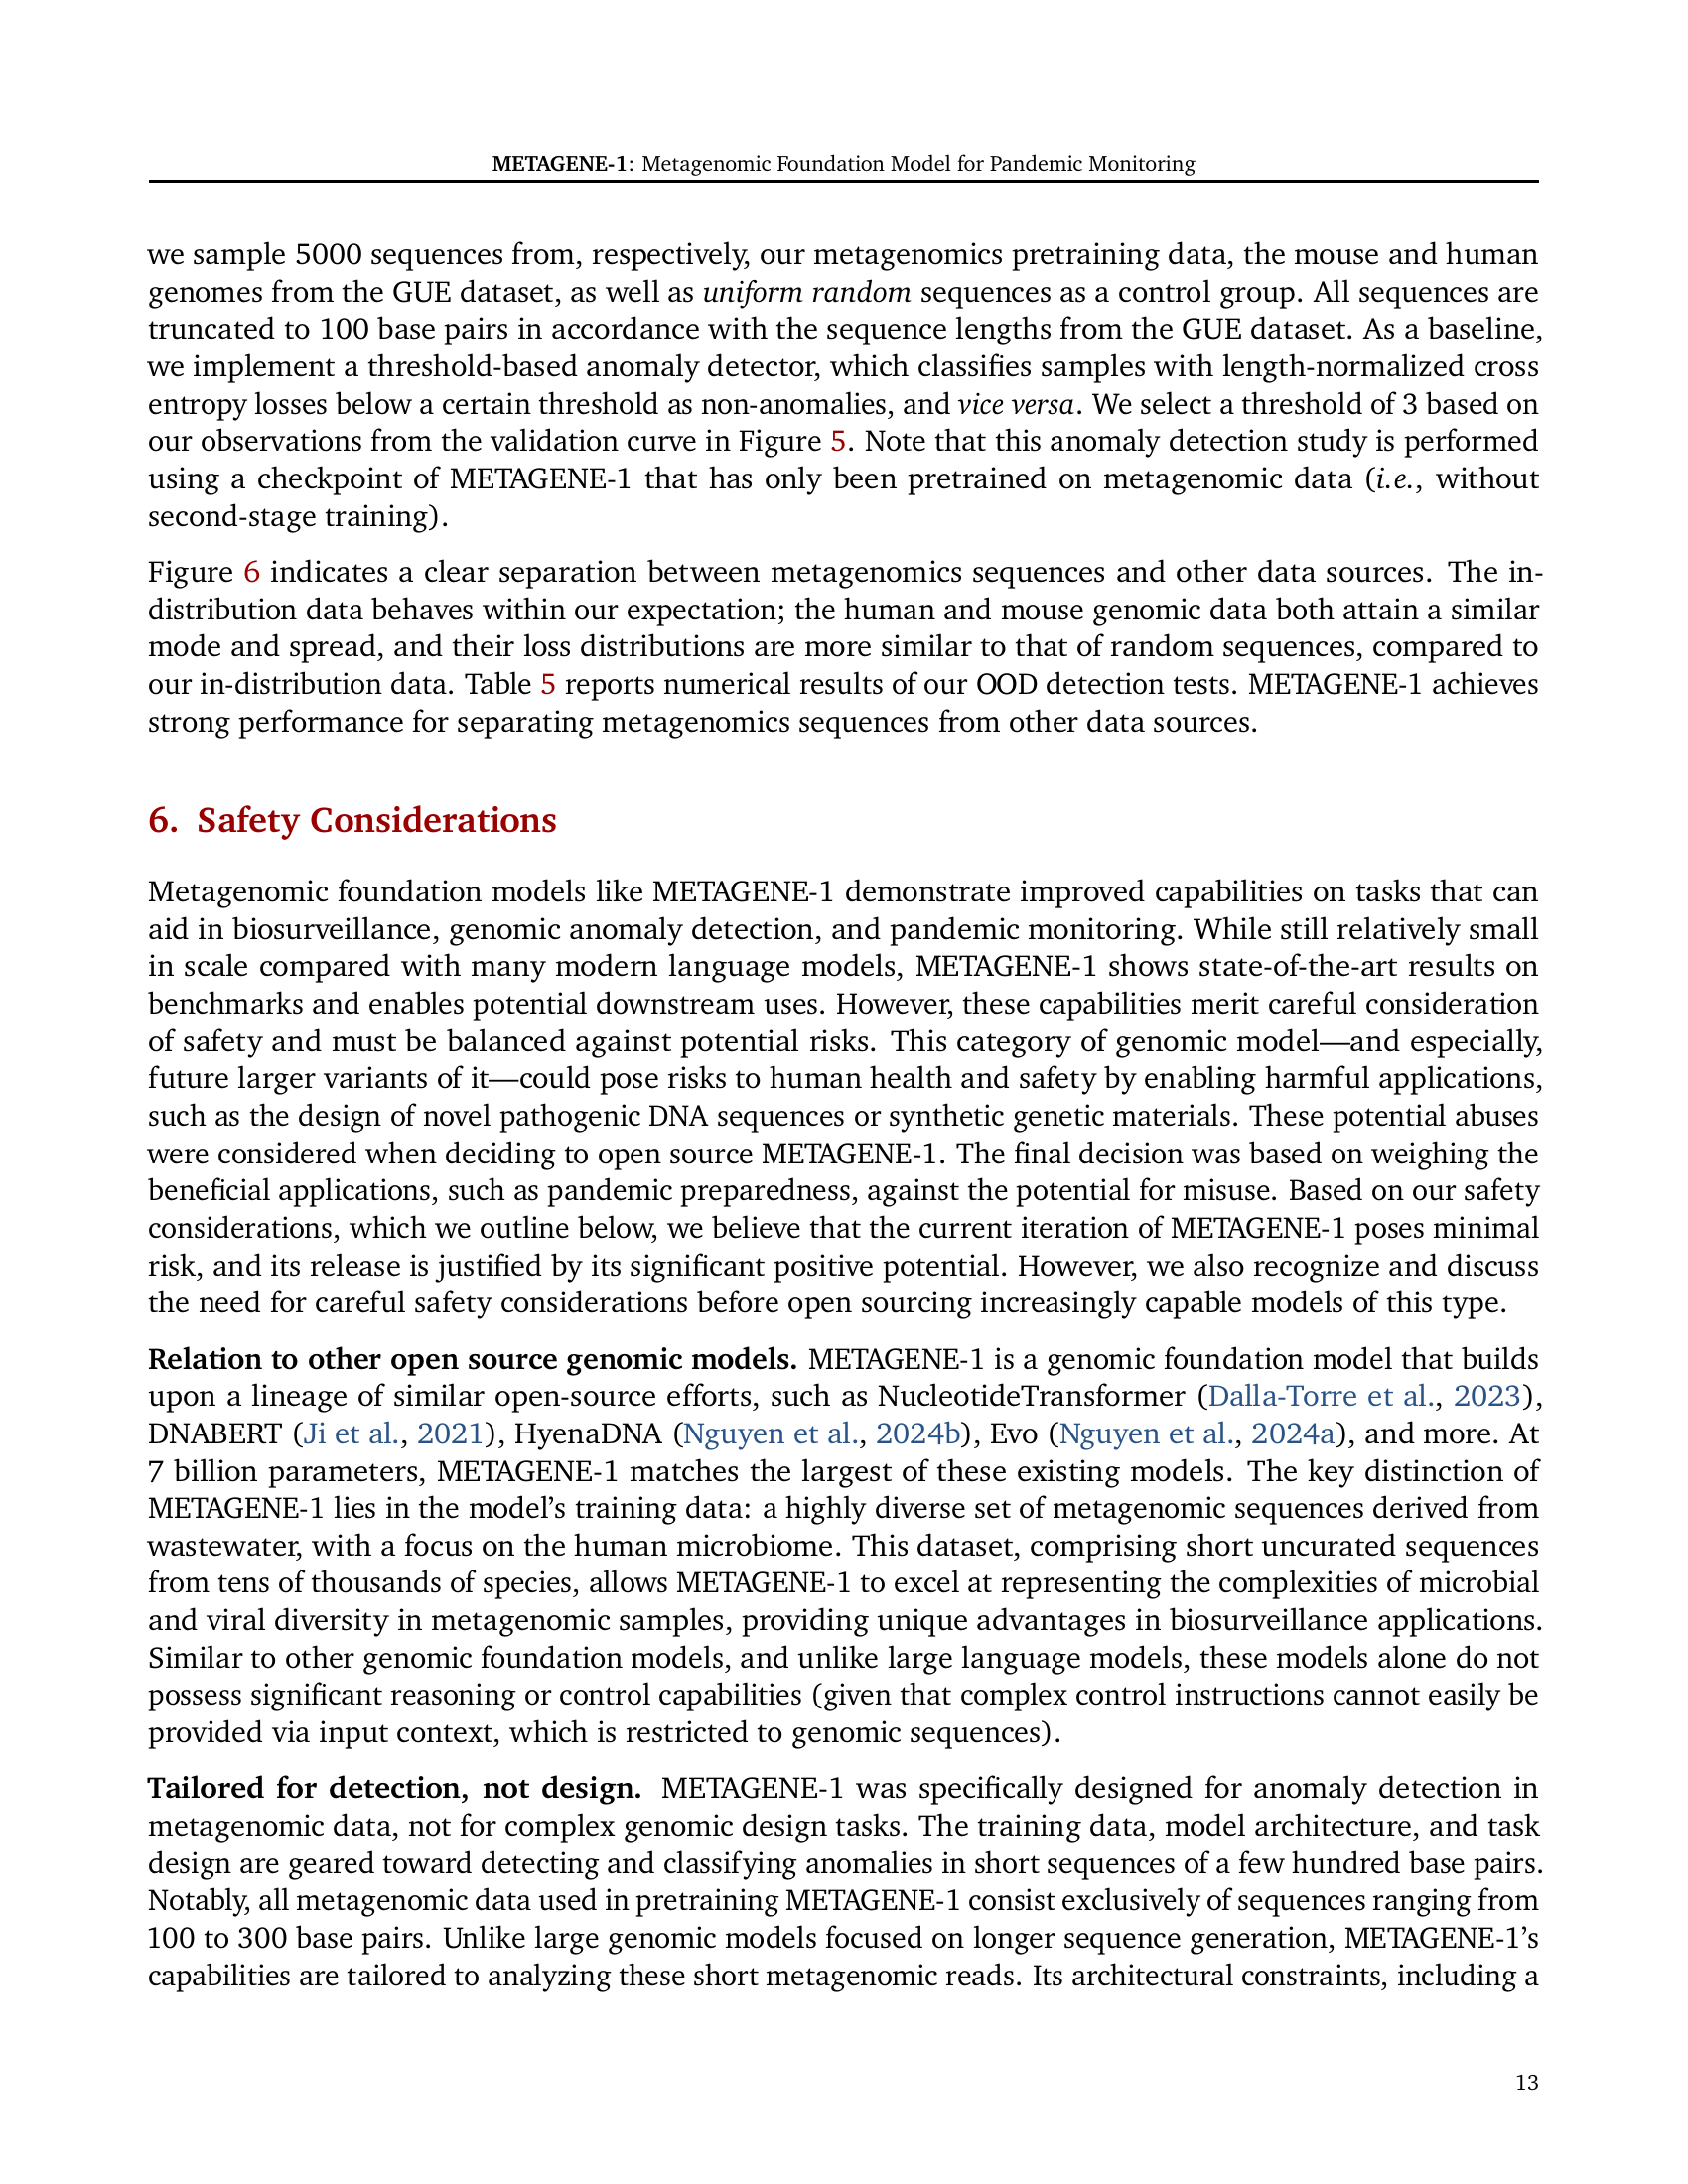 METAGENE-1: Metagenomic Foundation Model for Pandemic Monitoring
we sample 5000 sequences from, respectively, our metagenomics pretraining data, the mouse and human
genomes from the GUE dataset, as well as uniform random sequences as a control group. All sequences are
truncated to 100 base pairs in accordance with the sequence lengths from the GUE dataset. As a baseline,
we implement a threshold-based anomaly detector, which classifies samples with length-normalized cross
entropy losses below a certain threshold as non-anomalies, and vice versa. We select a threshold of 3 based on
our observations from the validation curve in Figure 5. Note that this anomaly detection study is performed
using a checkpoint of METAGENE-1 that has only been pretrained on metagenomic data (i.e., without
second-stage training).
Figure 6 indicates a clear separation between metagenomics sequences and other data sources. The in-
distribution data behaves within our expectation; the human and mouse genomic data both attain a similar
mode and spread, and their loss distributions are more similar to that of random sequences, compared to
our in-distribution data. Table 5 reports numerical results of our OOD detection tests. METAGENE-1 achieves
strong performance for separating metagenomics sequences from other data sources.
6. Safety Considerations
Metagenomic foundation models like METAGENE-1 demonstrate improved capabilities on tasks that can
aid in biosurveillance, genomic anomaly detection, and pandemic monitoring. While still relatively small
in scale compared with many modern language models, METAGENE-1 shows state-of-the-art results on
benchmarks and enables potential downstream uses. However, these capabilities merit careful consideration
of safety and must be balanced against potential risks. This category of genomic model—and especially,
future larger variants of it—could pose risks to human health and safety by enabling harmful applications,
such as the design of novel pathogenic DNA sequences or synthetic genetic materials. These potential abuses
were considered when deciding to open source METAGENE-1. The final decision was based on weighing the
beneficial applications, such as pandemic preparedness, against the potential for misuse. Based on our safety
considerations, which we outline below, we believe that the current iteration of METAGENE-1 poses minimal
risk, and its release is justified by its significant positive potential. However, we also recognize and discuss
the need for careful safety considerations before open sourcing increasingly capable models of this type.
Relation to other open source genomic models. METAGENE-1 is a genomic foundation model that builds
upon a lineage of similar open-source efforts, such as NucleotideTransformer (Dalla-Torre et al., 2023),
DNABERT (Ji et al., 2021), HyenaDNA (Nguyen et al., 2024b), Evo (Nguyen et al., 2024a), and more. At
7 billion parameters, METAGENE-1 matches the largest of these existing models. The key distinction of
METAGENE-1 lies in the model's training data: a highly diverse set of metagenomic sequences derived from
wastewater, with a focus on the human microbiome. This dataset, comprising short uncurated sequences
from tens of thousands of species, allows METAGENE-1 to excel at representing the complexities of microbial
and viral diversity in metagenomic samples, providing unique advantages in biosurveillance applications.
Similar to other genomic foundation models, and unlike large language models, these models alone do not
possess significant reasoning or control capabilities (given that complex control instructions cannot easily be
provided via input context, which is restricted to genomic sequences).
Tailored for detection, not design. METAGENE-1 was specifically designed for anomaly detection in
metagenomic data, not for complex genomic design tasks. The training data, model architecture, and task
design are geared toward detecting and classifying anomalies in short sequences of a few hundred base pairs.
Notably, all metagenomic data used in pretraining METAGENE-1 consist exclusively of sequences ranging from
100 to 300 base pairs. Unlike large genomic models focused on longer sequence generation, METAGENE-1's
capabilities are tailored to analyzing these short metagenomic reads. Its architectural constraints, including a
13